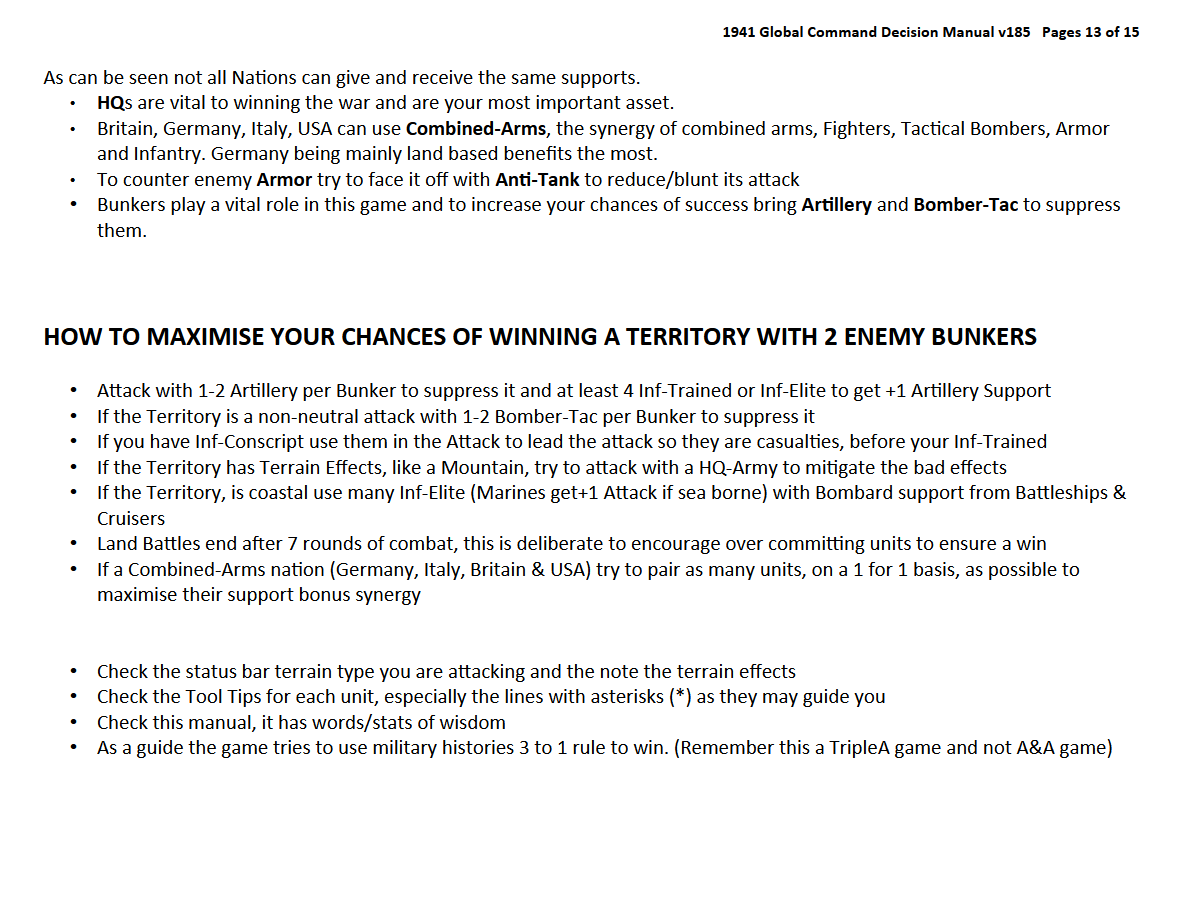 1941 Global Command Decision Manual v185   Pages 13 of 15
As can be seen not all Nations can give and receive the same supports.
• HQs are vital to winning the war and are your most important asset.
• Britain, Germany, Italy, USA can use Combined-Arms, the synergy of combined arms, Fighters, Tactical Bombers, Armor
and Infantry. Germany being mainly land based benefits the most.
• To counter enemy Armor try to face it off with Anti-Tank to reduce/blunt its attack
• Bunkers play a vital role in this game and to increase your chances of success bring Artillery and Bomber-Tac to suppress
them.
HOW TO MAXIMISE YOUR CHANCES OF WINNING A TERRITORY WITH 2 ENEMY BUNKERS
• Attack with 1-2 Artillery per Bunker to suppress it and at least 4 Inf-Trained or Inf-Elite to get +1 Artillery Support
• If the Territory is a non-neutral attack with 1-2 Bomber-Tac per Bunker to suppress it
• If you have Inf-Conscript use them in the Attack to lead the attack so they are casualties, before your Inf-Trained
• If the Territory has Terrain Effects, like a Mountain, try to attack with a HQ-Army to mitigate the bad effects
• If the Territory, is coastal use many Inf-Elite (Marines get+1 Attack if sea borne) with Bombard support from Battleships &
Cruisers
• Land Battles end after 7 rounds of combat, this is deliberate to encourage over committing units to ensure a win
• If a Combined-Arms nation (Germany, Italy, Britain & USA) try to pair as many units, on a 1 for 1 basis, as possible to
maximise their support bonus synergy
• Check the status bar terrain type you are attacking and the note the terrain effects
• Check the Tool Tips for each unit, especially the lines with asterisks (*) as they may guide you
• Check this manual, it has words/stats of wisdom
• As a guide the game tries to use military histories 3 to 1 rule to win. (Remember this a TripleA game and not A&A game)